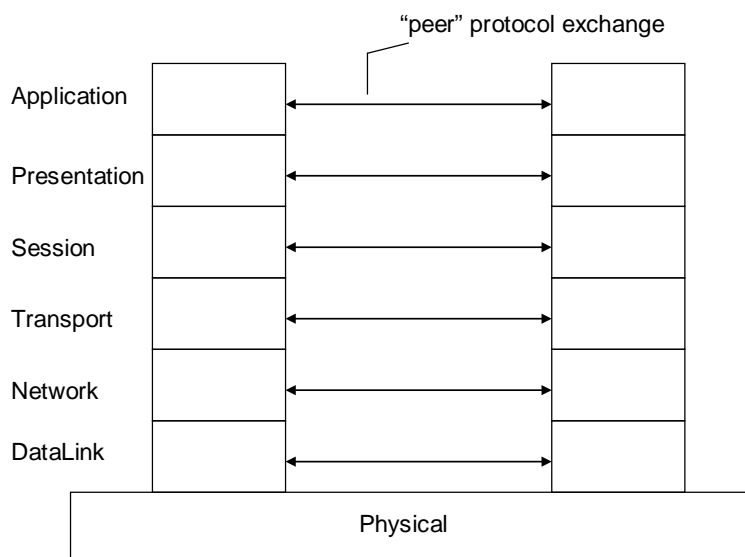 “peer” protocol exchange
Application
Presentation
Session
Transport
Network
DataLink
Physical